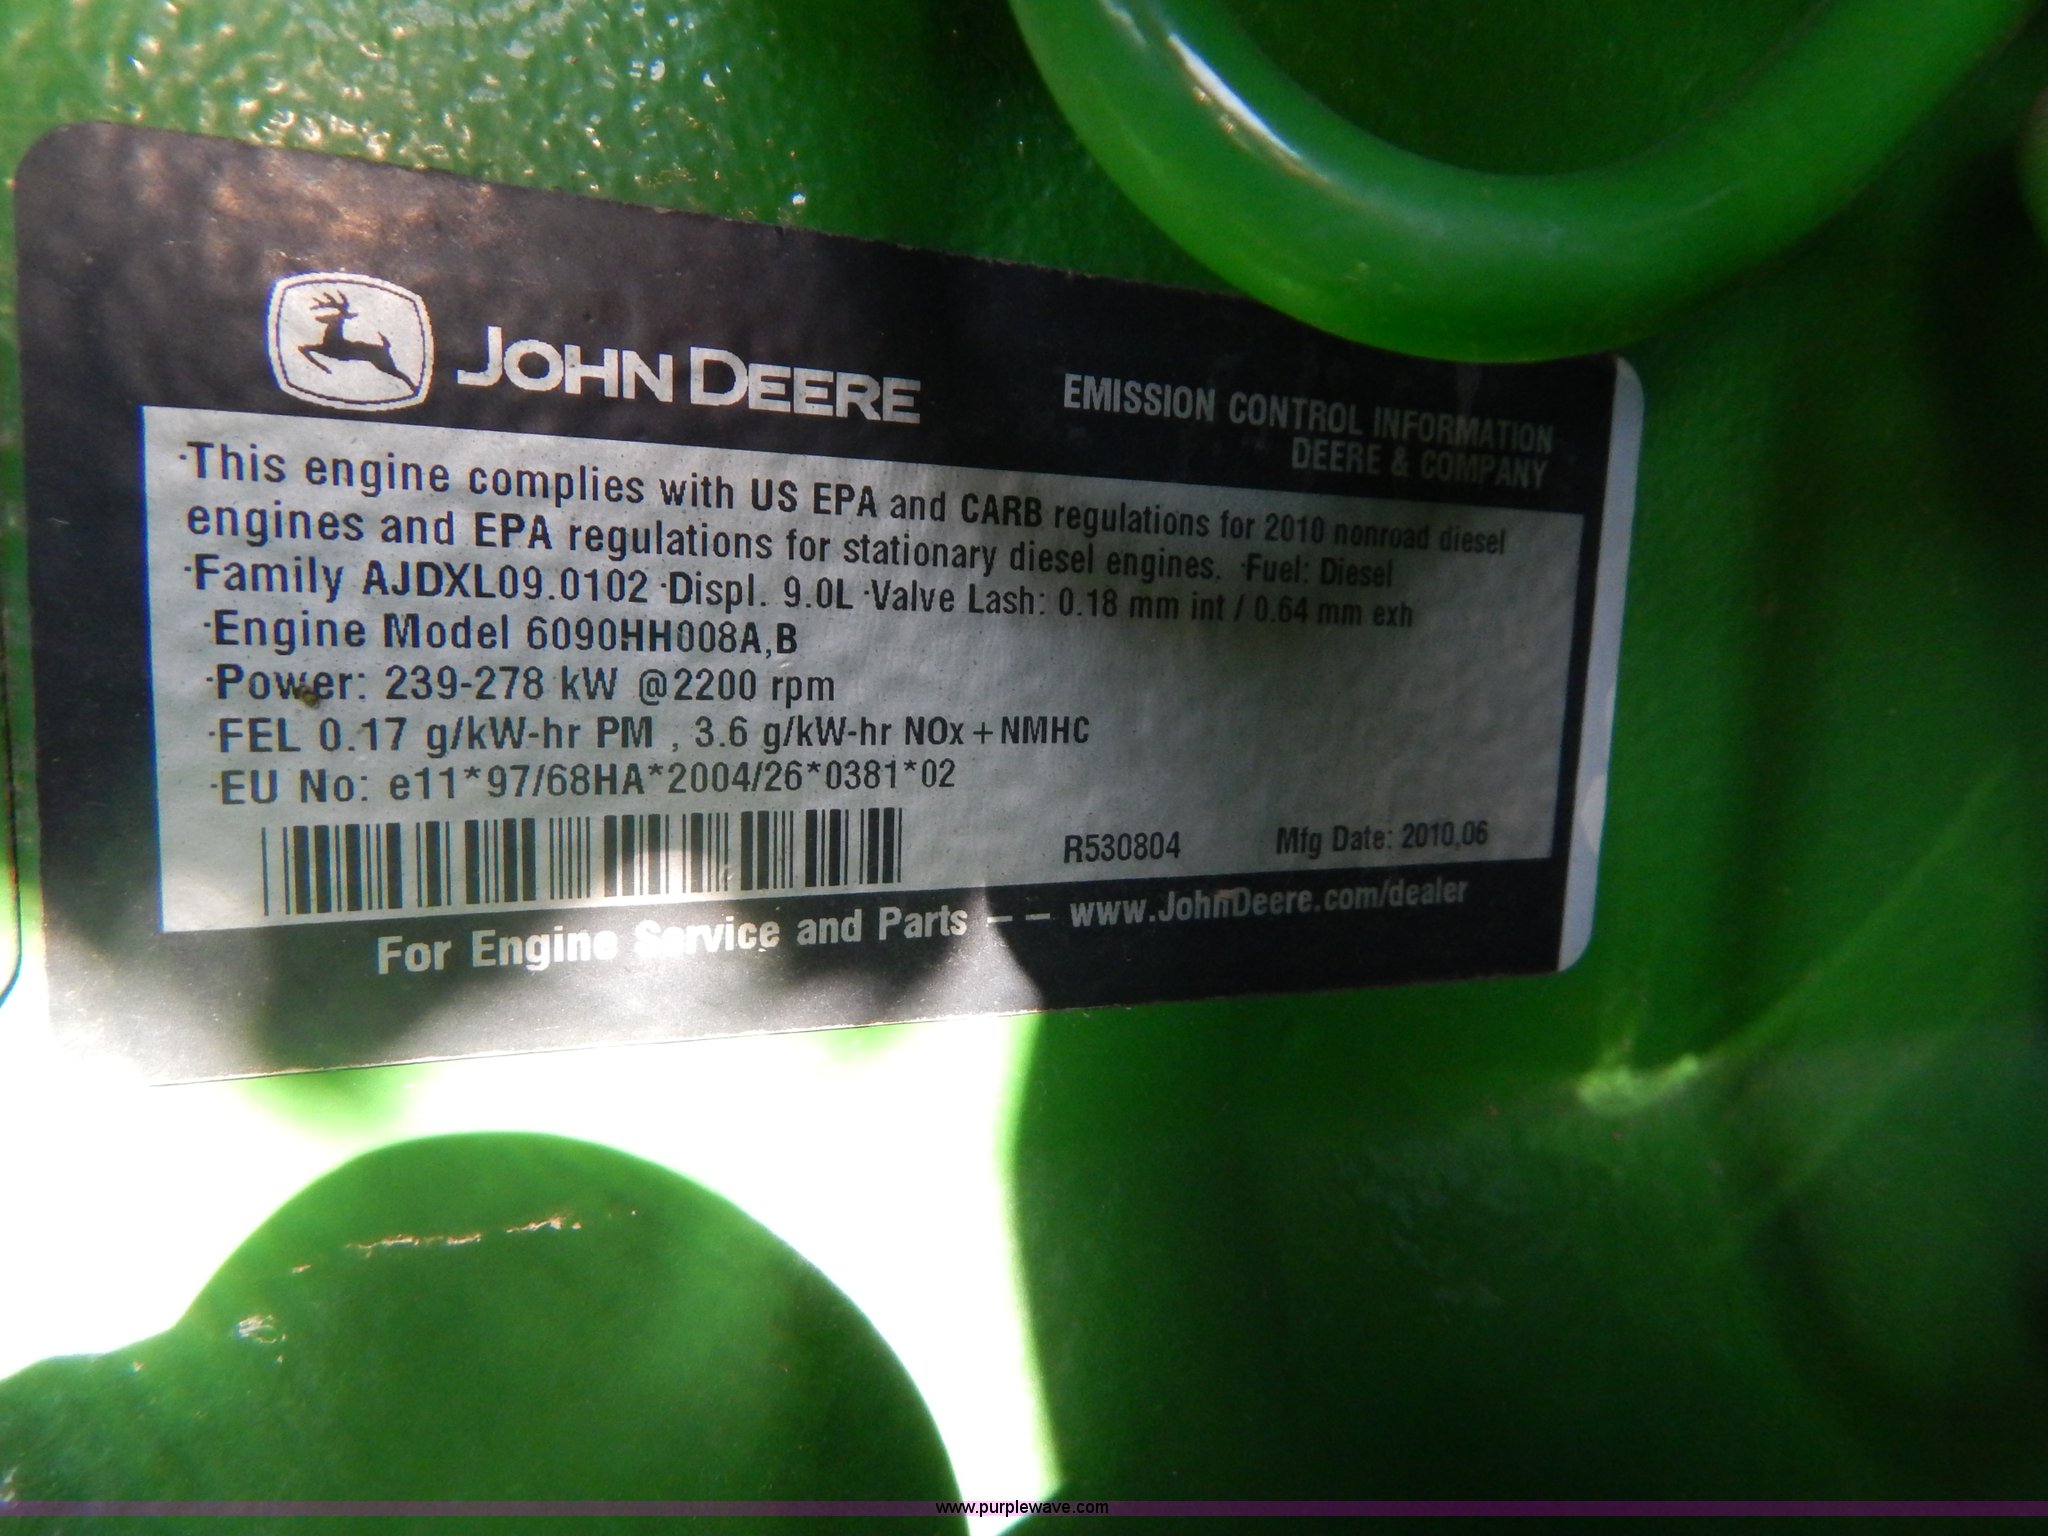 JOHN DEERE
EMISSION CONTROL INFORMATION
DEERE & COMPANY
·This engine complies with US EPA and CARB regulations for 2010 nonroad diesel
engines and EPA regulations for stationary diesel engines. ·Fuel: Diesel
·Family AJDXL09.0102 ·Displ. 9.0L ·Valve Lash: 0.18 mm int / 0.64 mm exh
·Engine Model 6090HH008A,B
·Power: 239-278 kW @2200 rpm
·FEL 0.17 g/kW-hr PM , 3.6 g/kW-hr NOx + NMHC
·EU No: e11*97/68HA*2004/26*0381*02
R530804 Mfg Date: 2010,06
For Engine Service and Parts -- www.JohnDeere.com/dealer
www.purplewave.com